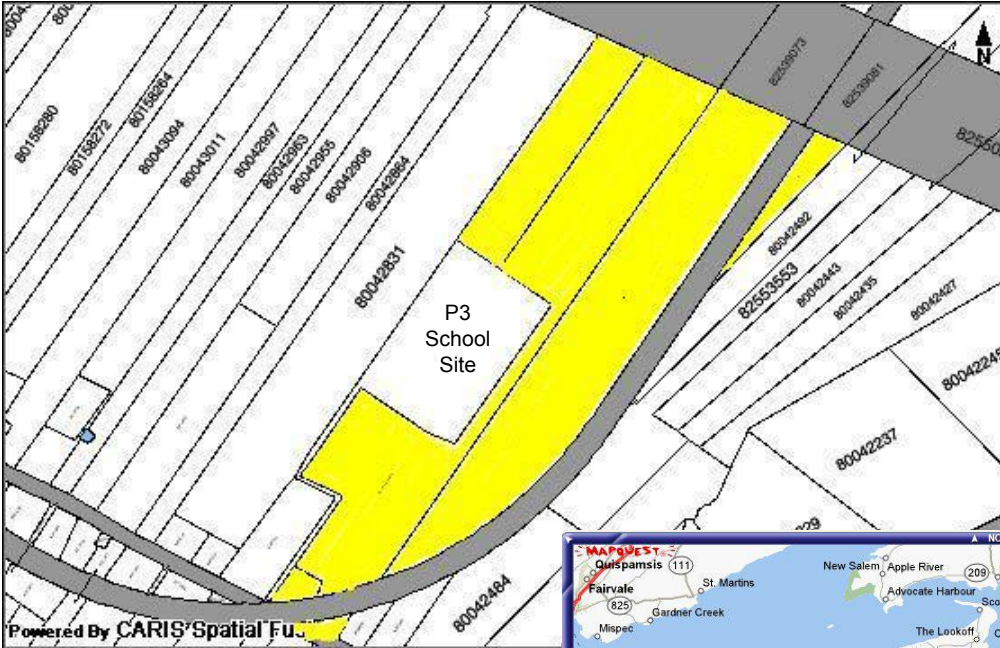 80158280
80158272
80158264
80043094
80043011
80042997
80042963
80042955
80042906
80042864
80042831
P3
School
Site
82539073
82539081
N
80042492
82553553
80042443
80042435
80042427
80042237
80042484
Powered By CARIS Spatial
MAPQUEST
Quispamsis
111
St. Martins
Fairvale
825
Gardner Creek
Mispec
New Salem
Apple River
209
Advocate Harbour
The Lookoff